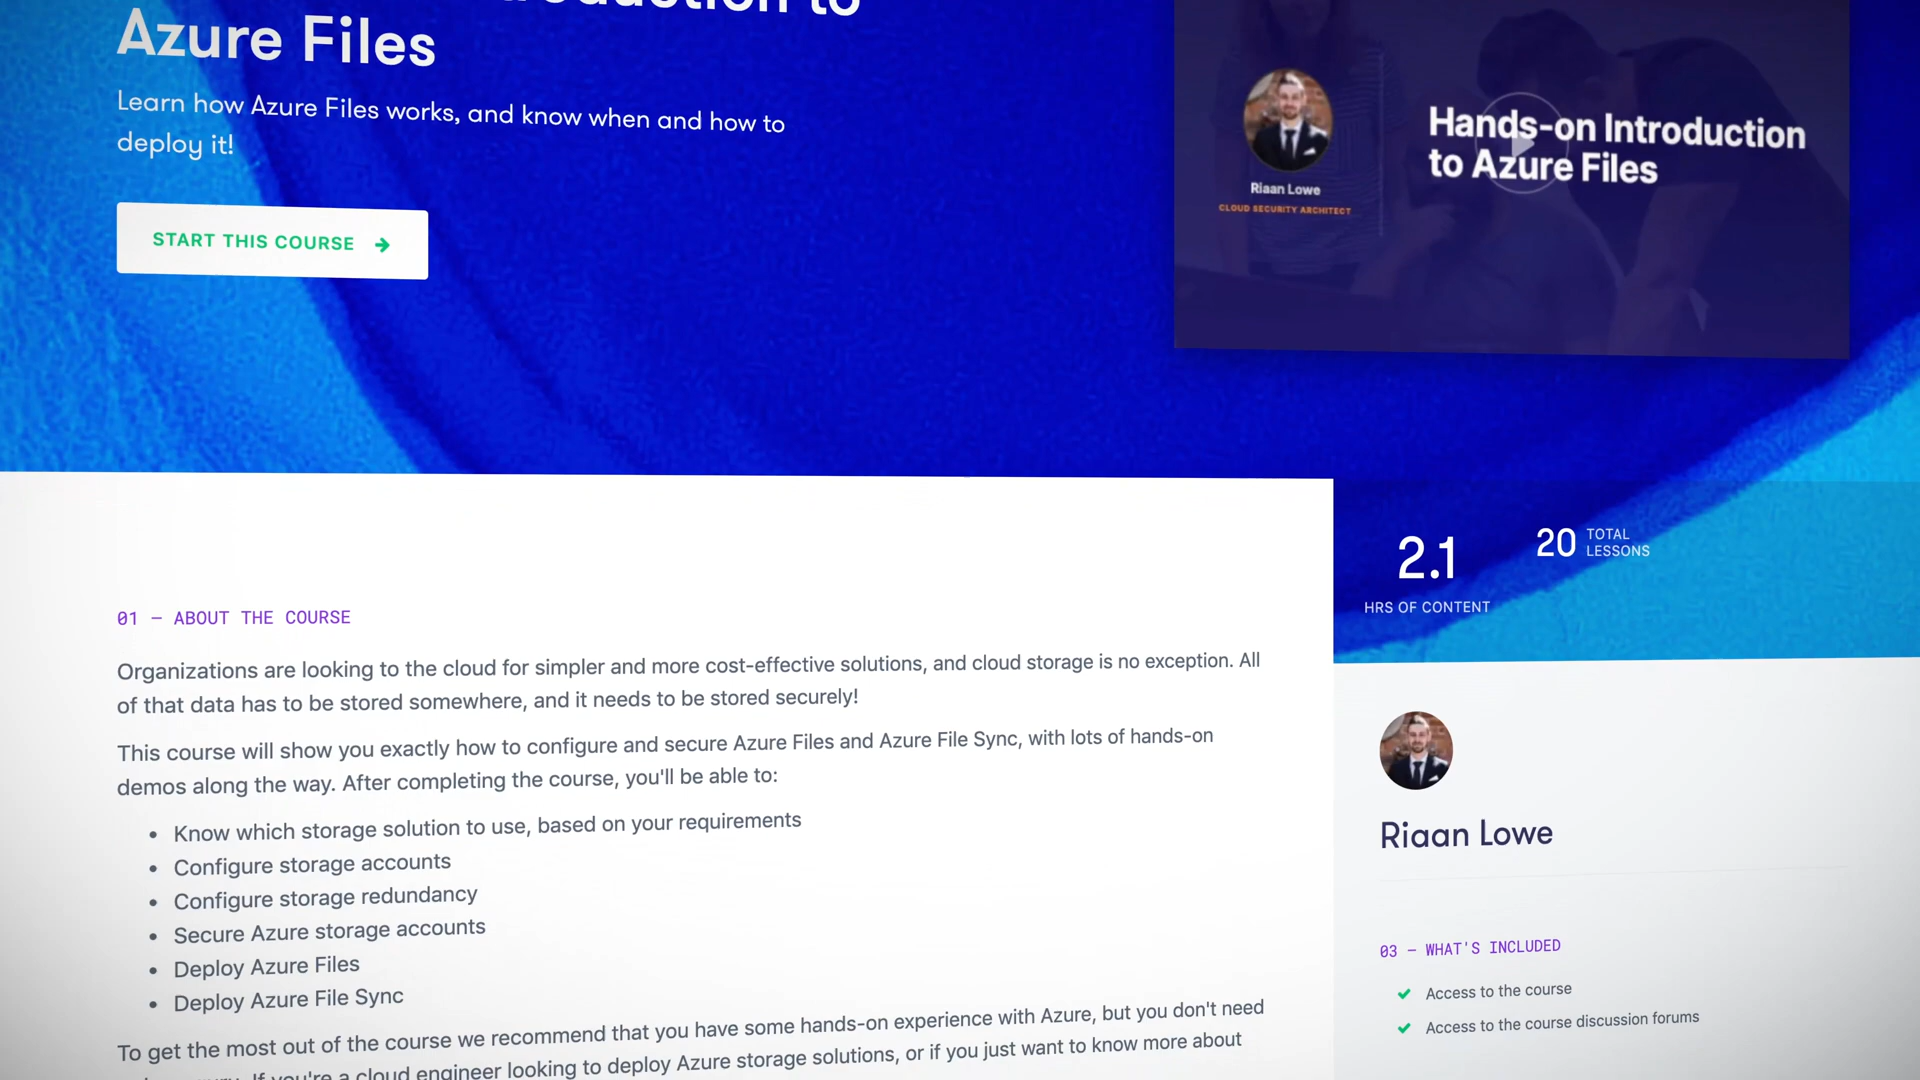 Introduction to
Azure Files
Learn how Azure Files works, and know when and how to
deploy it!
START THIS COURSE
Hands-on Introduction
to Azure Files
Riaan Lowe
CLOUD SECURITY ARCHITECT
2.1
HRS OF CONTENT
20 TOTAL
LESSONS
01 – ABOUT THE COURSE
Organizations are looking to the cloud for simpler and more cost-effective solutions, and cloud storage is no exception. All
of that data has to be stored somewhere, and it needs to be stored securely!
This course will show you exactly how to configure and secure Azure Files and Azure File Sync, with lots of hands-on
demos along the way. After completing the course, you'll be able to:
• Know which storage solution to use, based on your requirements
• Configure storage accounts
• Configure storage redundancy
• Secure Azure storage accounts
• Deploy Azure Files
• Deploy Azure File Sync
To get the most out of the course we recommend that you have some hands-on experience with Azure, but you don't need
If you're a cloud engineer looking to deploy Azure storage solutions, or if you just want to know more about
Riaan Lowe
03 – WHAT'S INCLUDED
Access to the course
Access to the course discussion forums